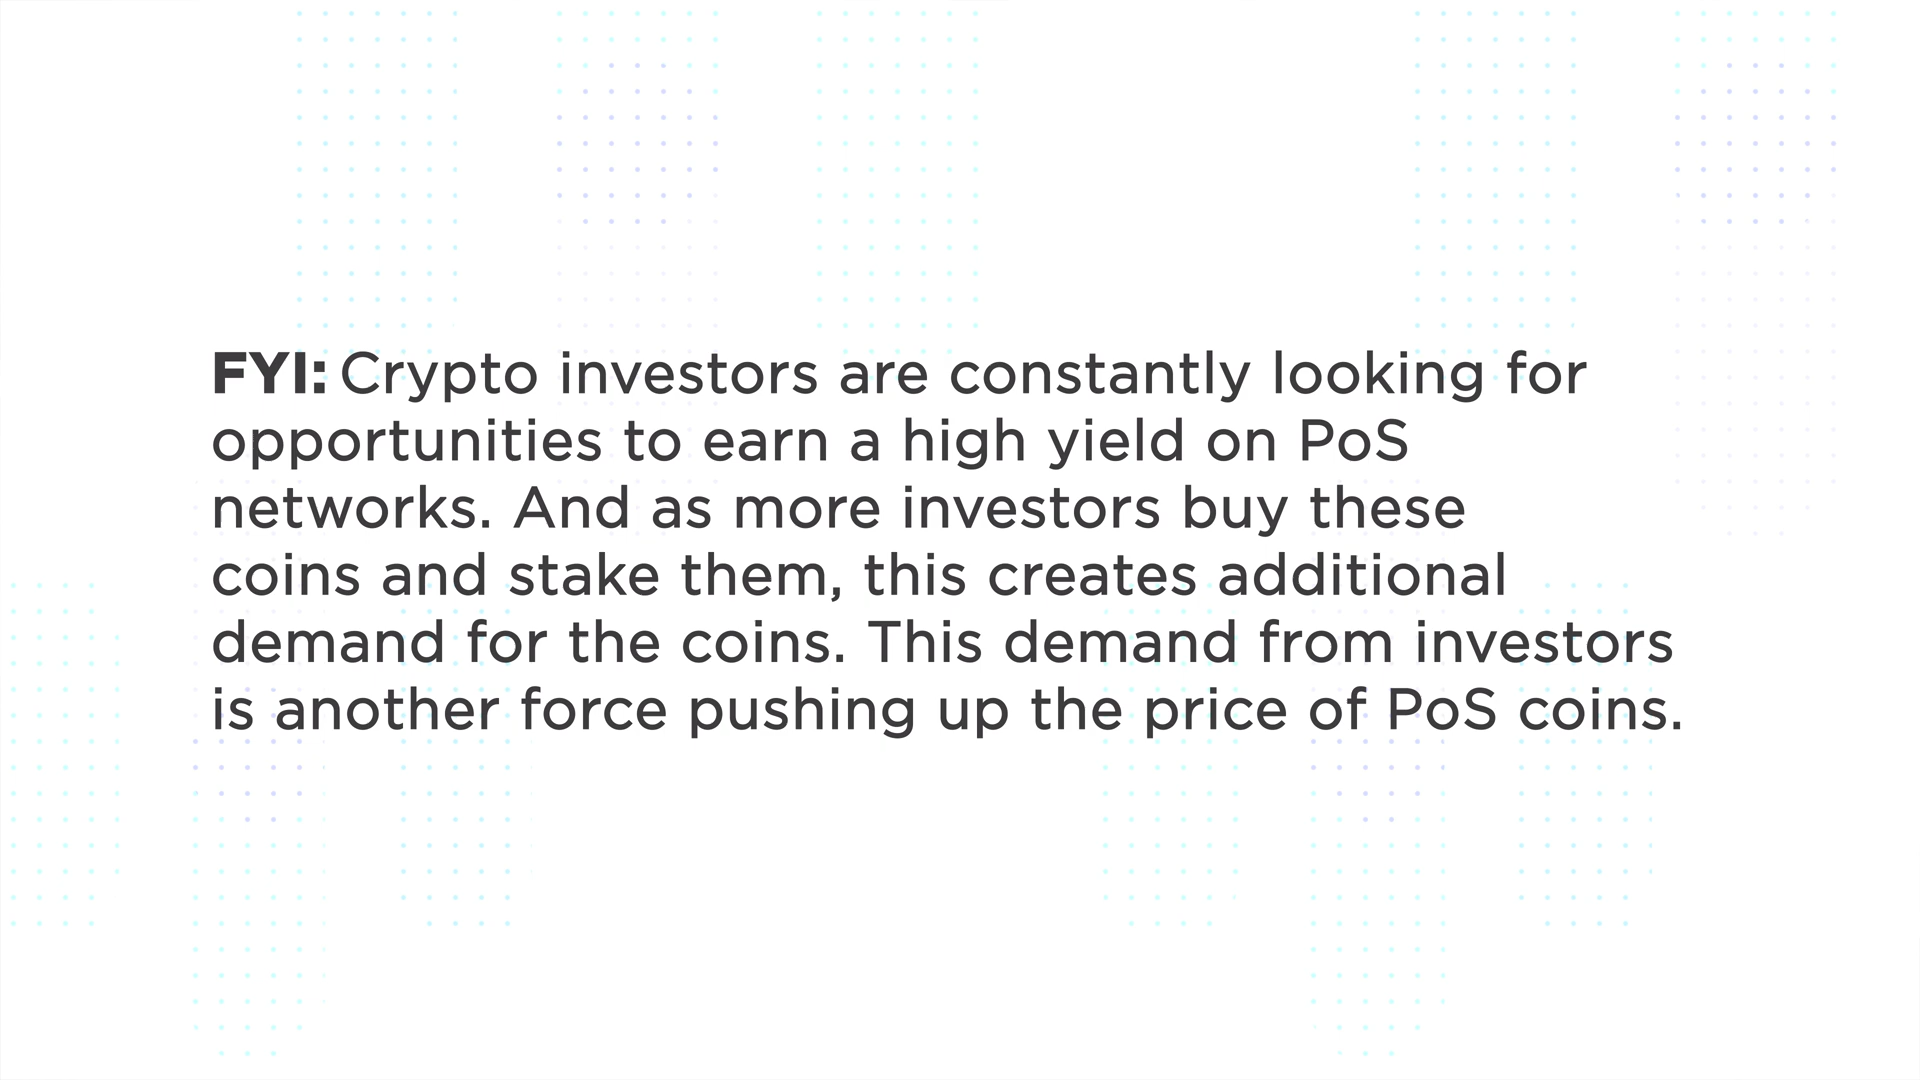 FYI: Crypto investors are constantly looking for
opportunities to earn a high yield on PoS
networks. And as more investors buy these
coins and stake them, this creates additional
demand for the coins. This demand from investors
is another force pushing up the price of PoS coins.